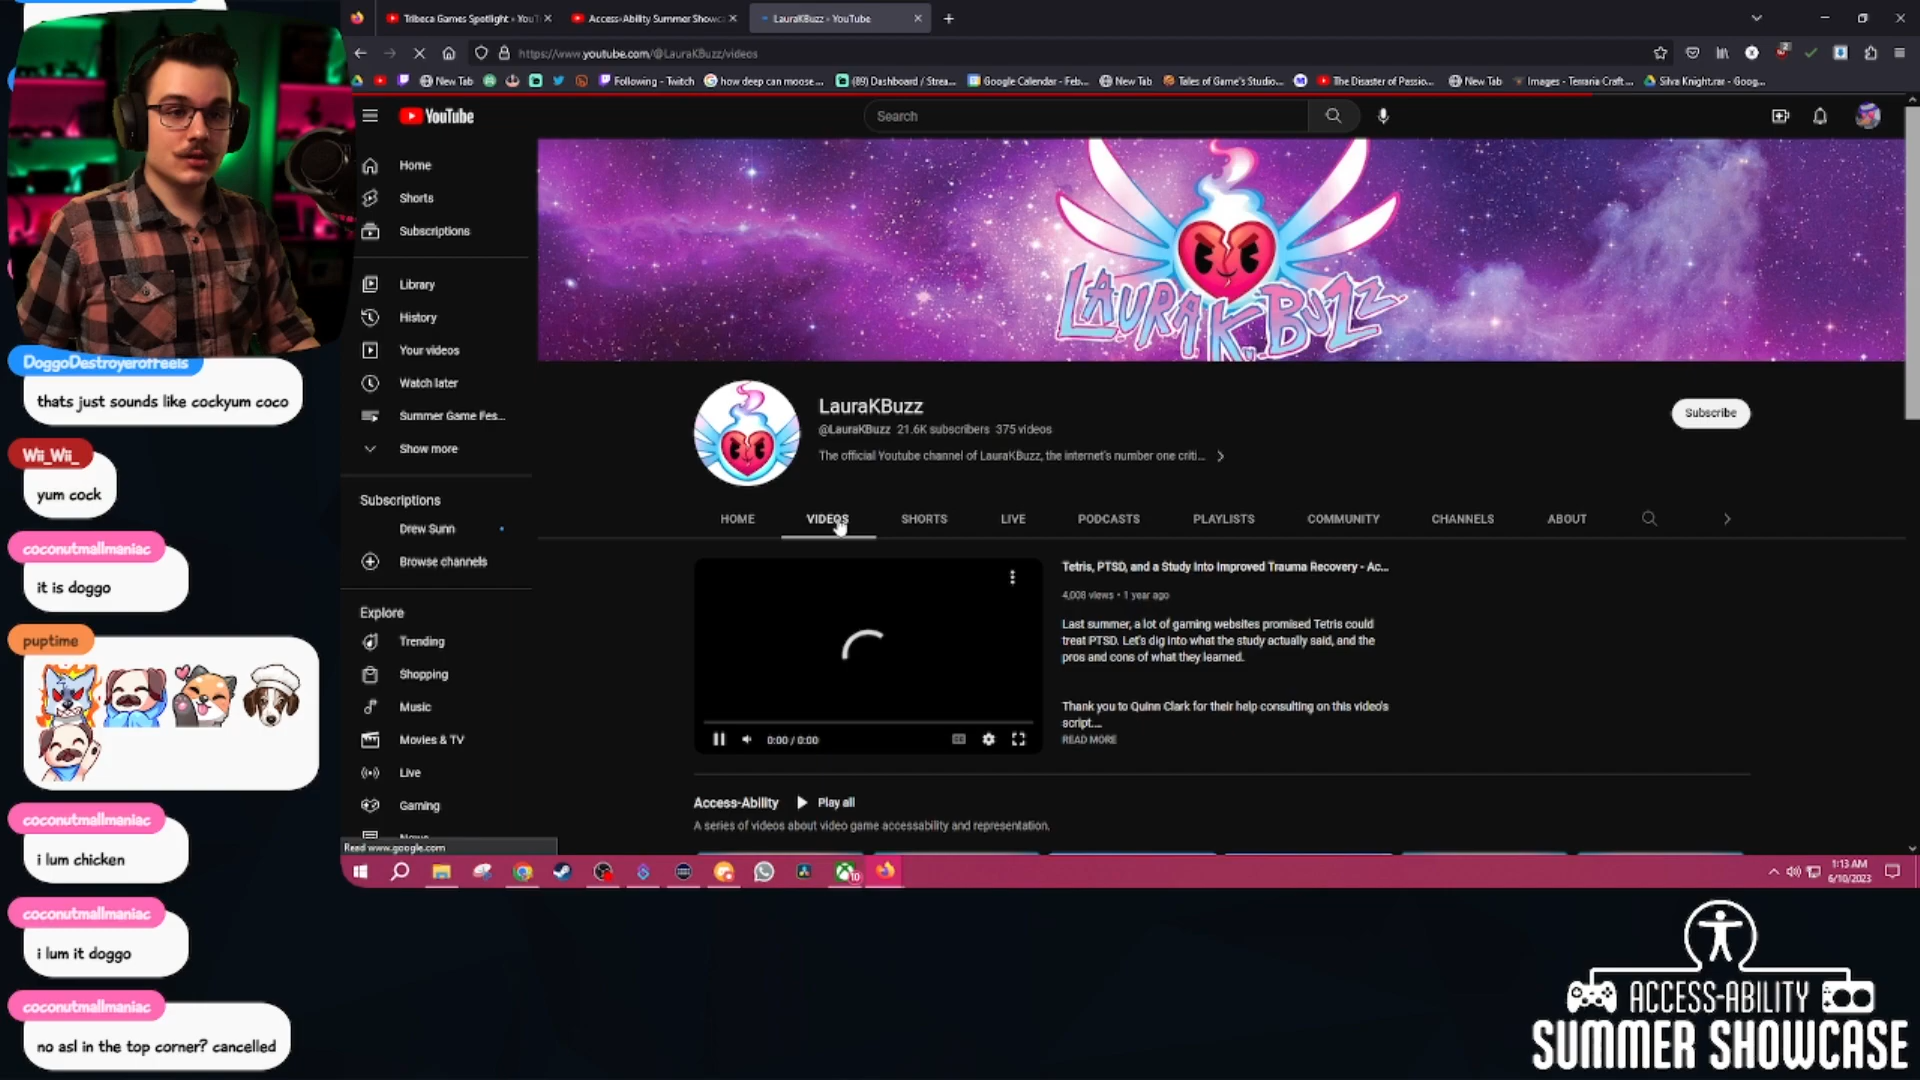 Tribeca Games Spotlight • YouT
Access-Ability Summer Showc
LauraKBuzz - YouTube
https://www.youtube.com/@LauraKBuzz/videos
New Tab
Following - Twitch
how deep can moose ...
(89) Dashboard / Strea...
Google Calendar - Feb...
New Tab
Tales of Game's Studio...
The Disaster of Passio...
New Tab
Images - Terraria Craft ...
Silva Knight.rar - Goog...
YouTube
Search
Home
Shorts
Subscriptions
Library
History
Your videos
Watch later
Summer Game Fes...
Show more
Subscriptions
Drew Sunn
Browse channels
Explore
Trending
Shopping
Music
Movies & TV
Live
Gaming
News
Read www.google.com
LAURA K. BUZZ
LauraKBuzz
@LauraKBuzz 21.6K subscribers 375 videos
The official Youtube channel of LauraKBuzz, the internet's number one criti...
Subscribe
HOME
VIDEOS
SHORTS
LIVE
PODCASTS
PLAYLISTS
COMMUNITY
CHANNELS
ABOUT
0:00 / 0:00
Tetris, PTSD, and a Study Into Improved Trauma Recovery - Ac...
4,008 views • 1 year ago
Last summer, a lot of gaming websites promised Tetris could
treat PTSD. Let's dig into what the study actually said, and the
pros and cons of what they learned.
Thank you to Quinn Clark for their help consulting on this video's
script....
READ MORE
Access-Ability
Play all
A series of videos about video game accessability and representation.
10
1:13 AM
6/10/2023
DoggoDestroyeroffeels
thats just sounds like cockyum coco
Wii_Wii_
yum cock
coconutmallmaniac
it is doggo
puptime
coconutmallmaniac
i lum chicken
coconutmallmaniac
i lum it doggo
coconutmallmaniac
no asl in the top corner? cancelled
ACCESS-ABILITY
SUMMER SHOWCASE